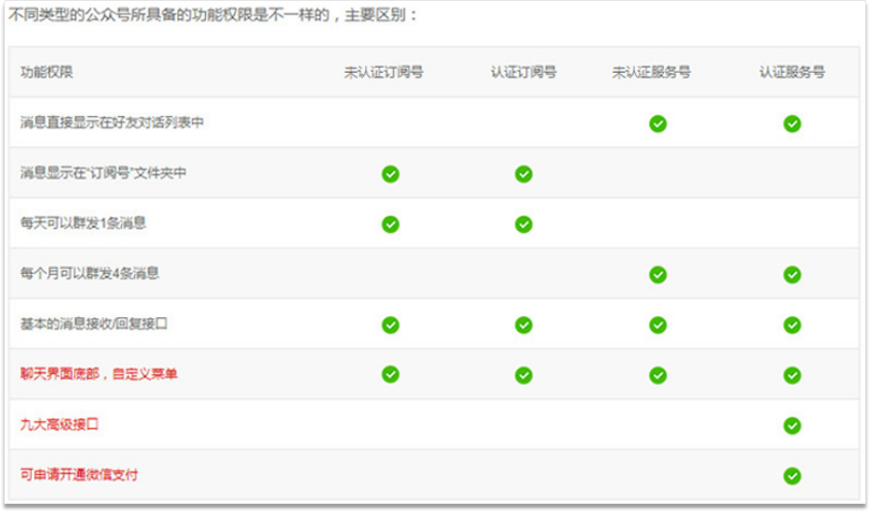 不同类型的公众号所具备的功能权限是不一样的，主要区别：
功能权限 未认证订阅号 认证订阅号 未认证服务号 认证服务号
消息直接显示在好友对话列表中
消息显示在“订阅号”文件夹中
每天可以群发1条消息
每个月可以群发4条消息
基本的消息接收/回复接口
聊天界面底部，自定义菜单
九大高级接口
可申请开通微信支付